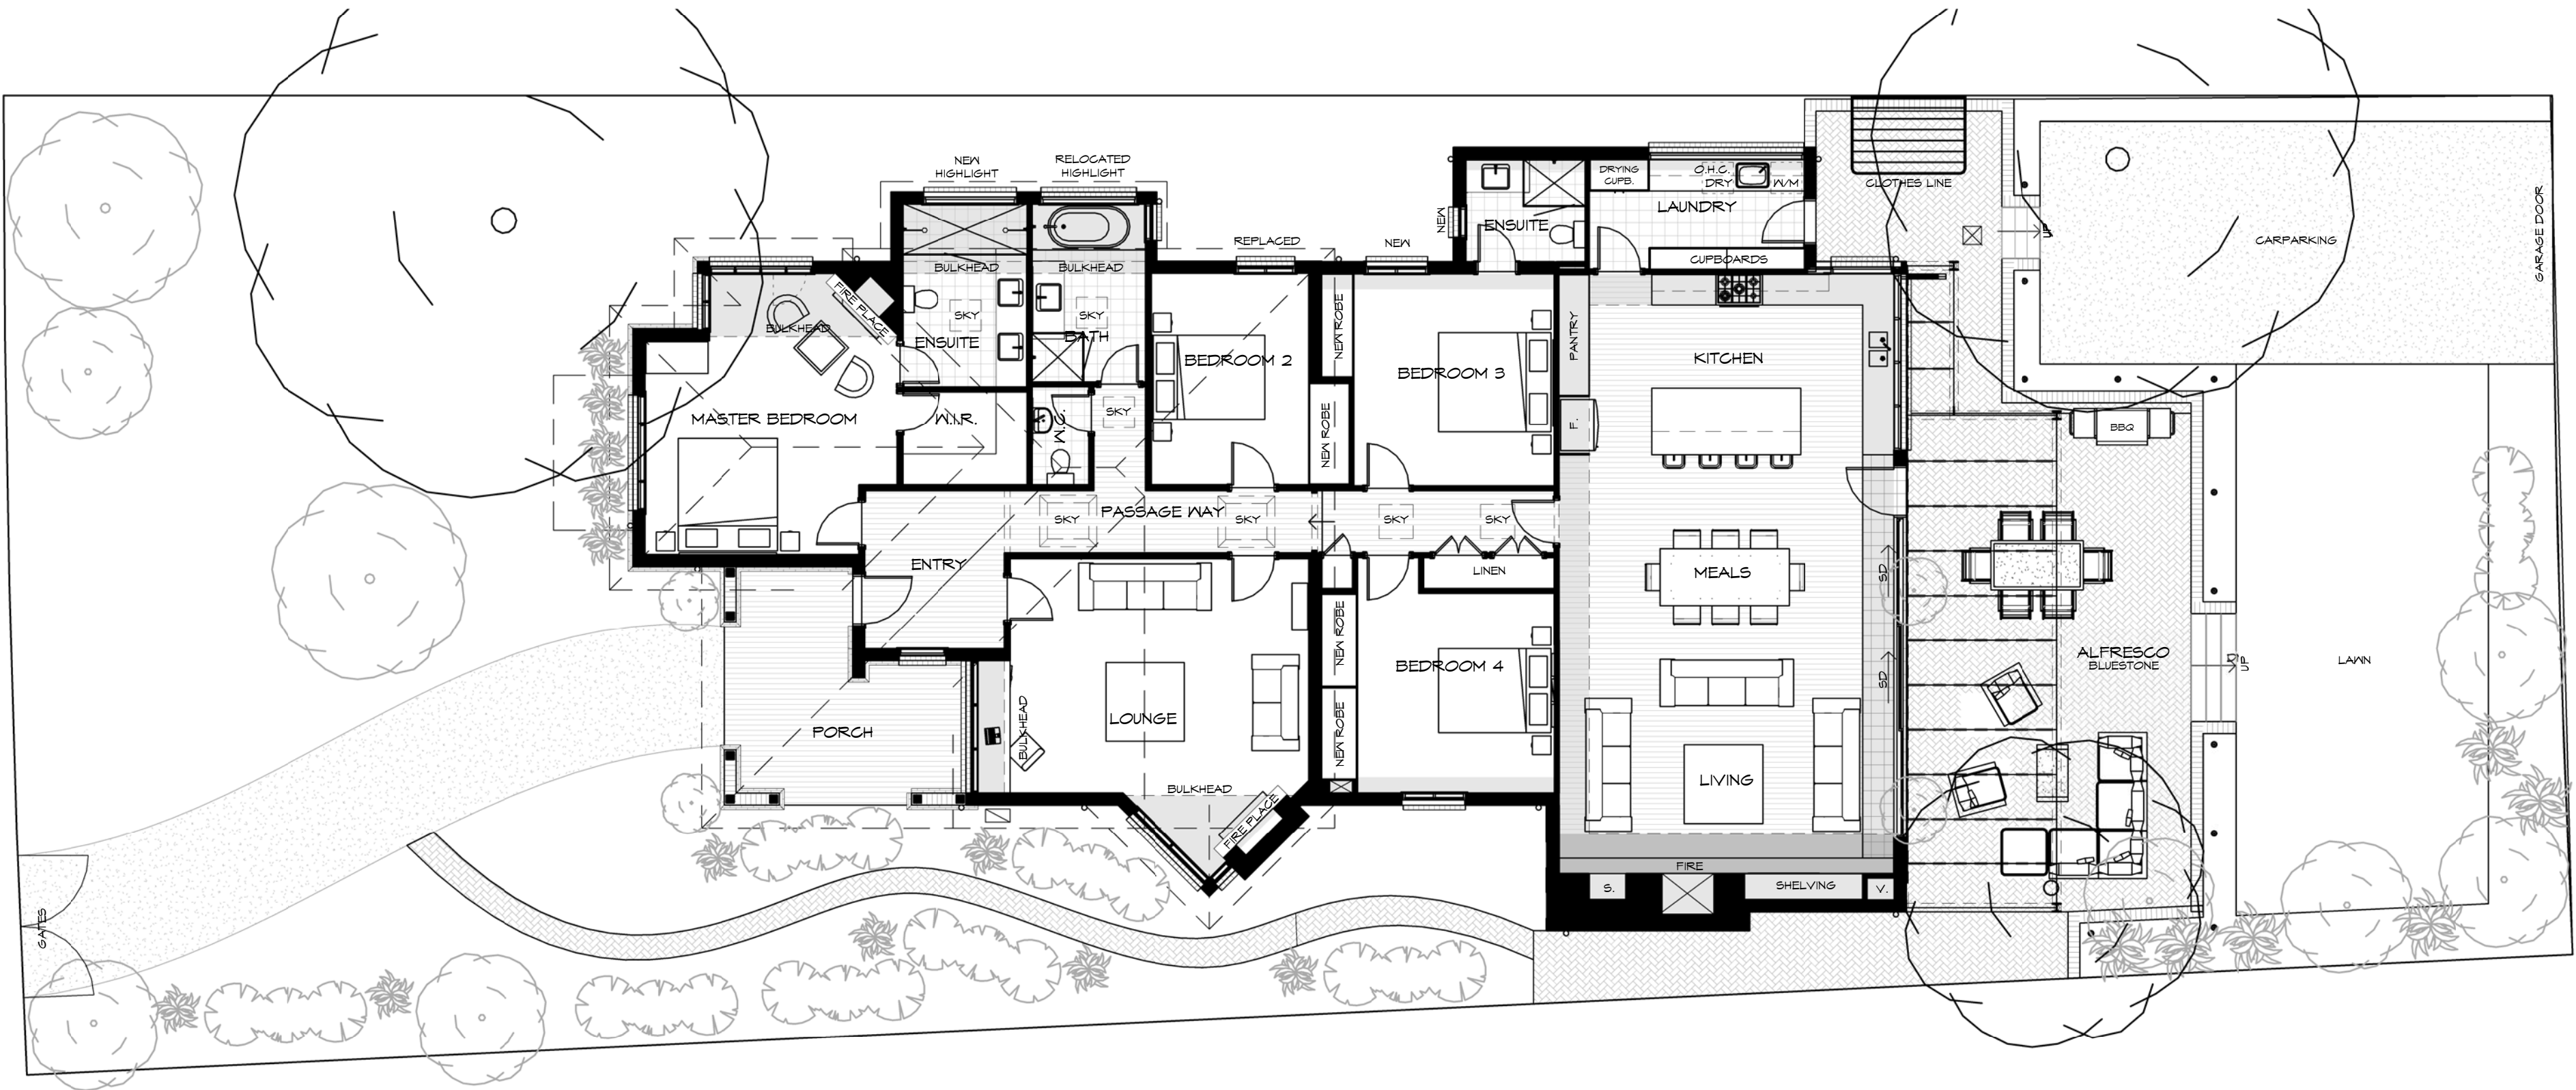 NEW
HIGHLIGHT
RELOCATED
HIGHLIGHT
REPLACED
NEW
NEW
ENSUITE
DRYING
CUPB.
O.H.C.
DRY
W/M
LAUNDRY
CUPBOARDS
CLOTHES LINE
UP
CARPARKING
GARAGE DOOR
BULKHEAD
FIRE PLACE
BULKHEAD
SKY
ENSUITE
BULKHEAD
SKY
BATH
BEDROOM 2
NEW ROBE
NEW ROBE
BEDROOM 3
PANTRY
F.
KITCHEN
MASTER BEDROOM
W.I.R.
W.C.
SKY
BBQ
SKY
PASSAGE WAY
SKY
SKY
SKY
ENTRY
LINEN
MEALS
SD
SD
ALFRESCO
BLUESTONE
UP
LAWN
NEW ROBE
NEW ROBE
BEDROOM 4
PORCH
BULKHEAD
LOUNGE
BULKHEAD
FIRE PLACE
LIVING
FIRE
S.
SHELVING
V.
GATES